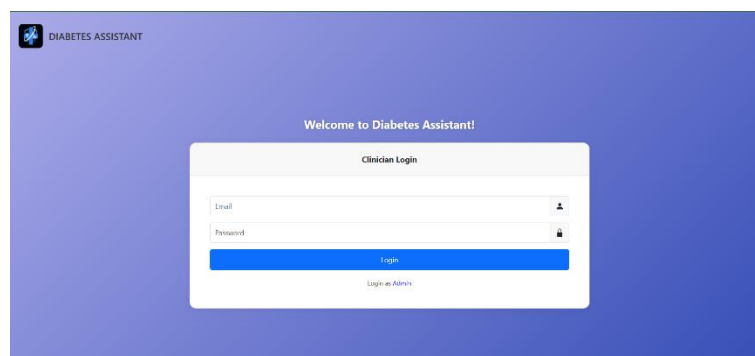 DIABETES ASSISTANT
Welcome to Diabetes Assistant!
Clinician Login
Email
Password
Login
Login as Admin